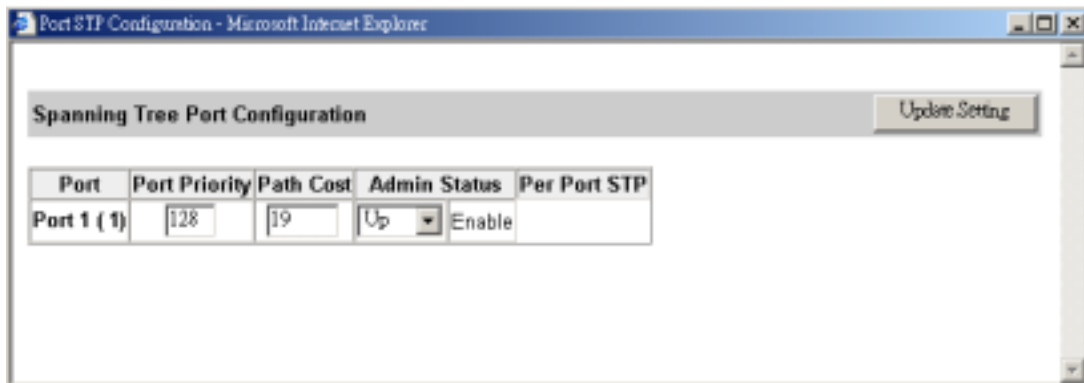 Port STP Configuration - Microsoft Internet Explorer
Spanning Tree Port Configuration
Update Setting
Port Port Priority Path Cost Admin Status Per Port STP
Port 1 ( 1) 128 19 Up Enable